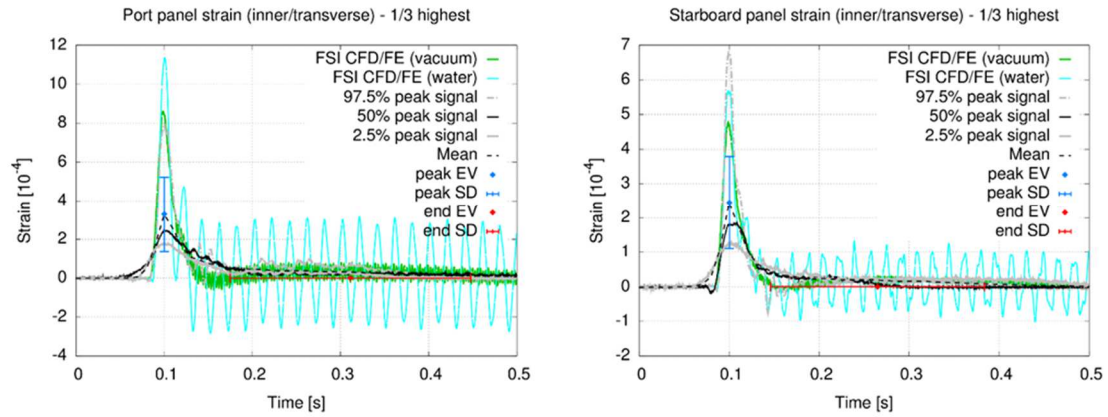 Port panel strain (inner/transverse) - 1/3 highest
12
10
8
6
4
2
0
-2
-4
Strain [10⁻⁴]
FSI CFD/FE (vacuum)
FSI CFD/FE (water)
97.5% peak signal
50% peak signal
2.5% peak signal
Mean
peak EV
peak SD
end EV
end SD
0 0.1 0.2 0.3 0.4 0.5
Time [s]
Starboard panel strain (inner/transverse) - 1/3 highest
7
6
5
4
3
2
1
0
-1
-2
Strain [10⁻⁴]
FSI CFD/FE (vacuum)
FSI CFD/FE (water)
97.5% peak signal
50% peak signal
2.5% peak signal
Mean
peak EV
peak SD
end EV
end SD
0 0.1 0.2 0.3 0.4 0.5
Time [s]